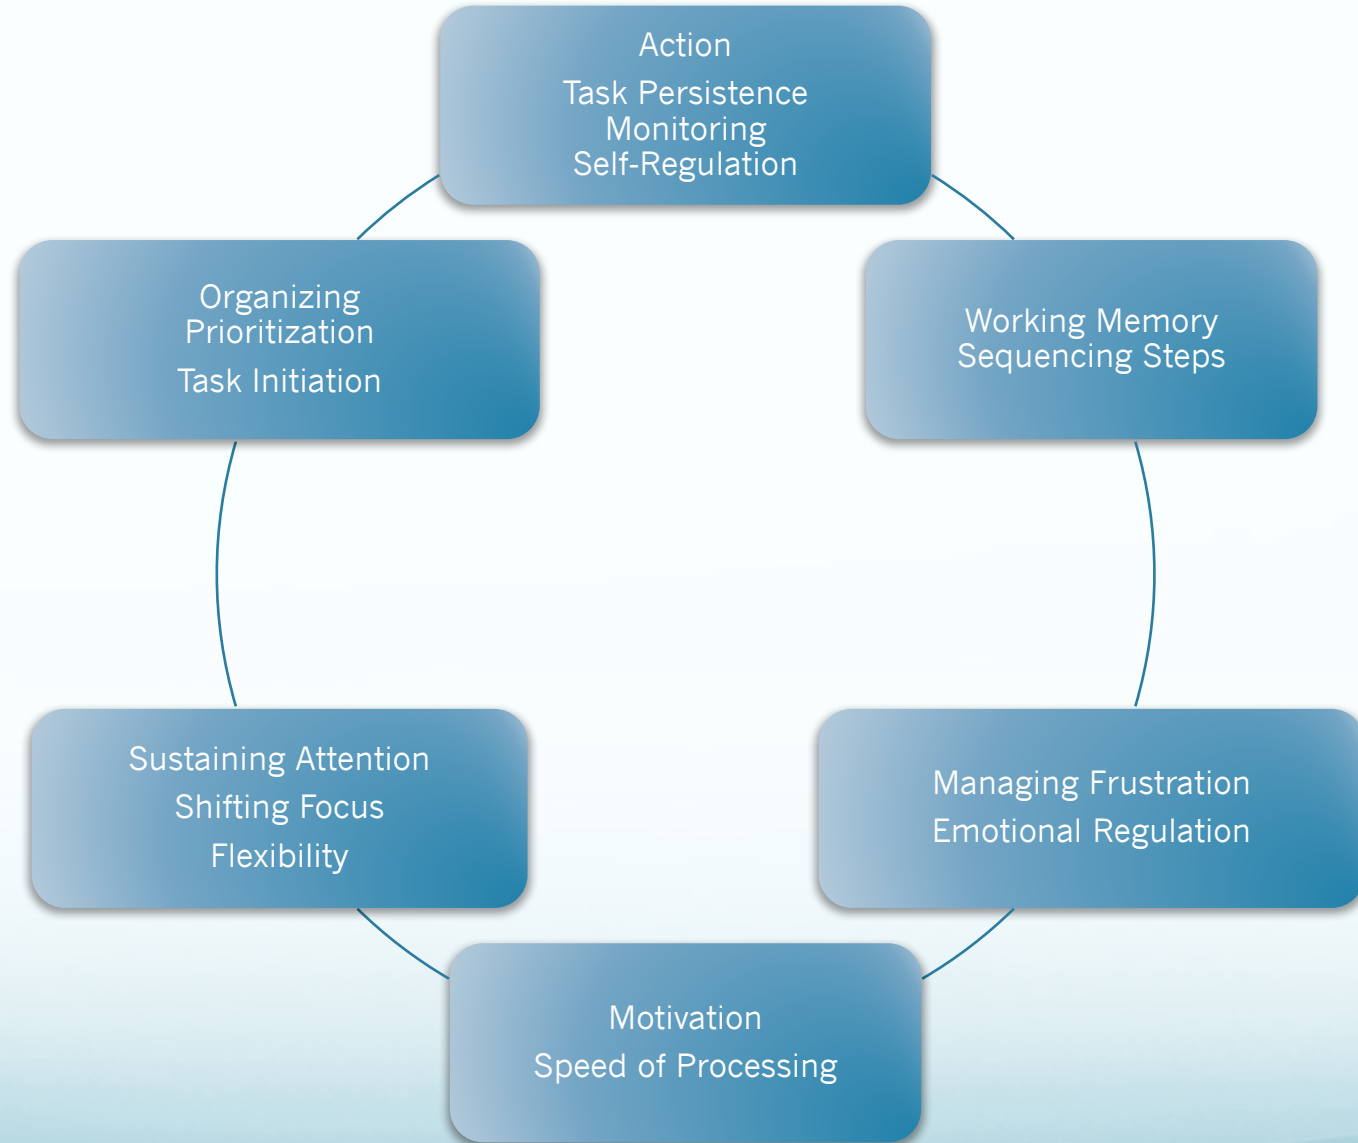 Action
Task Persistence
Monitoring
Self-Regulation
Working Memory
Sequencing Steps
Managing Frustration
Emotional Regulation
Motivation
Speed of Processing
Sustaining Attention
Shifting Focus
Flexibility
Organizing
Prioritization
Task Initiation